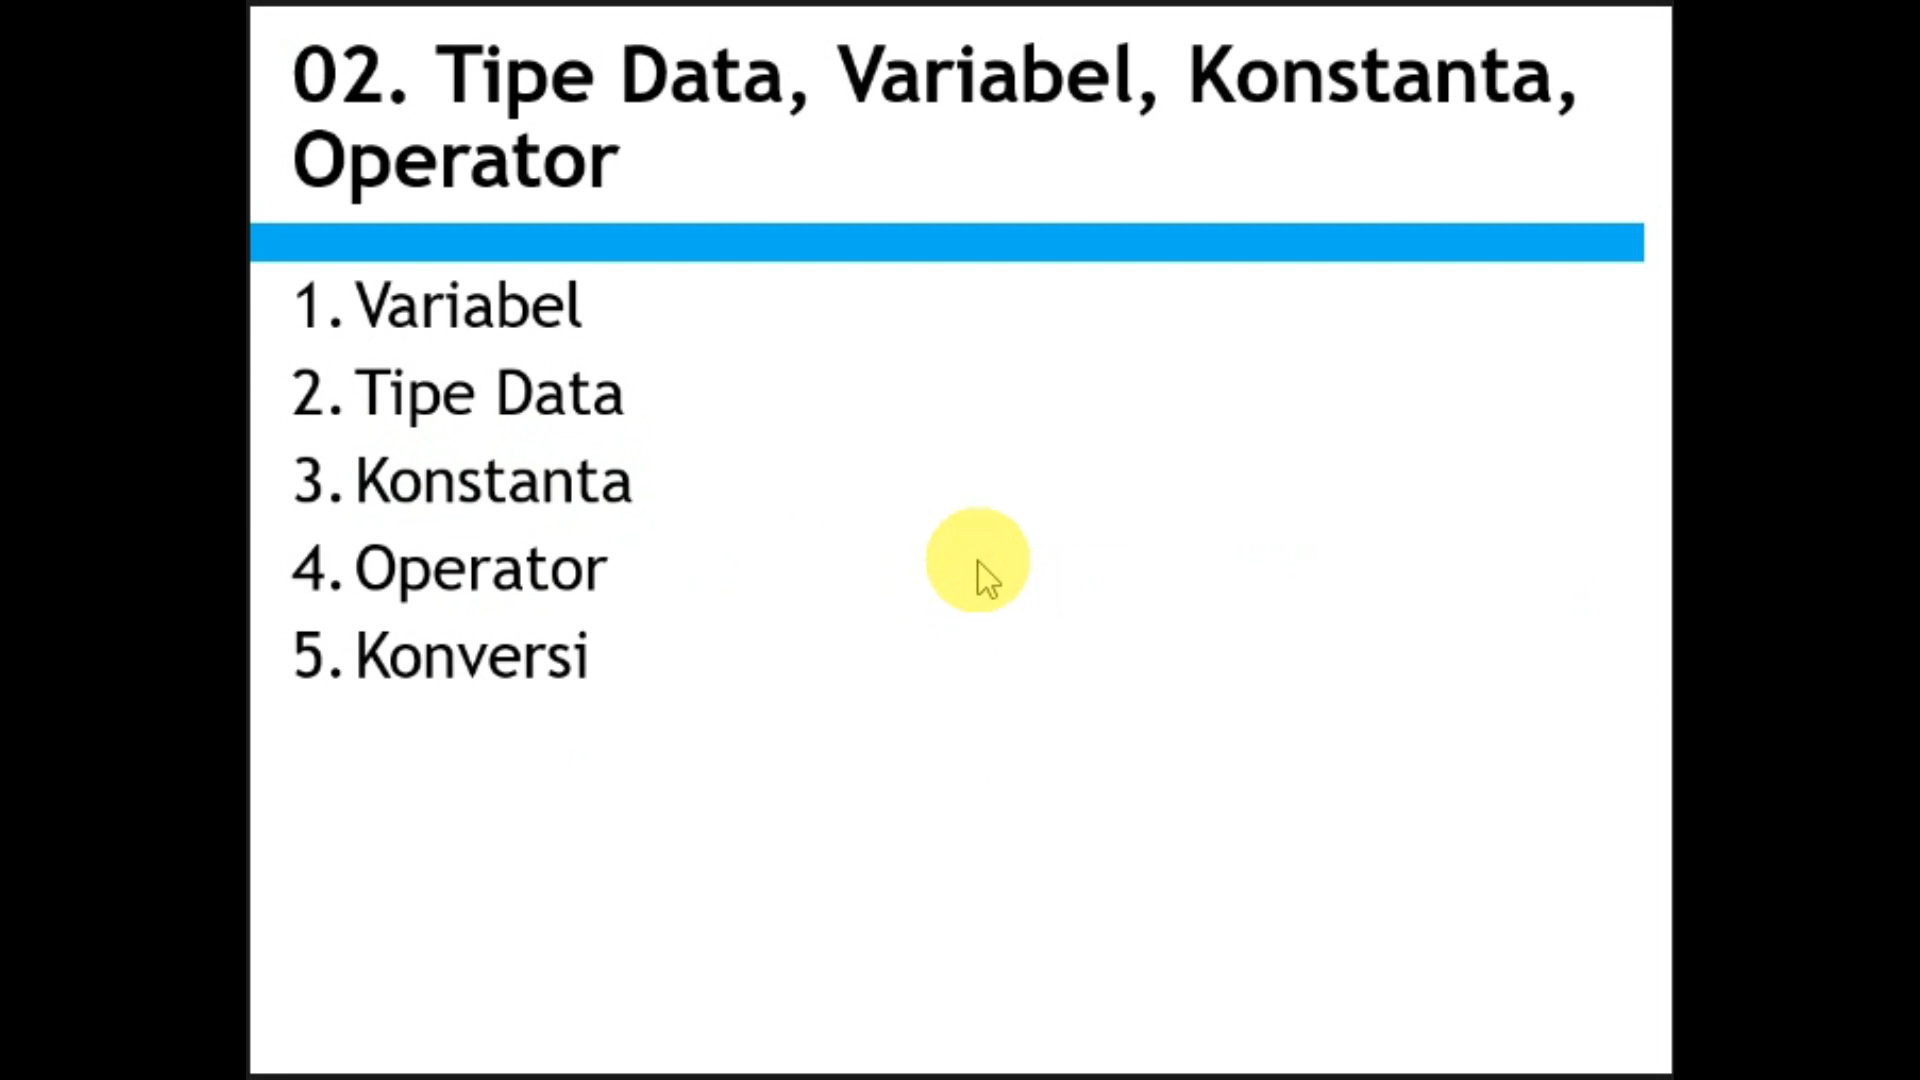 02. Tipe Data, Variabel, Konstanta,
Operator
1. Variabel
2. Tipe Data
3. Konstanta
4. Operator
5. Konversi